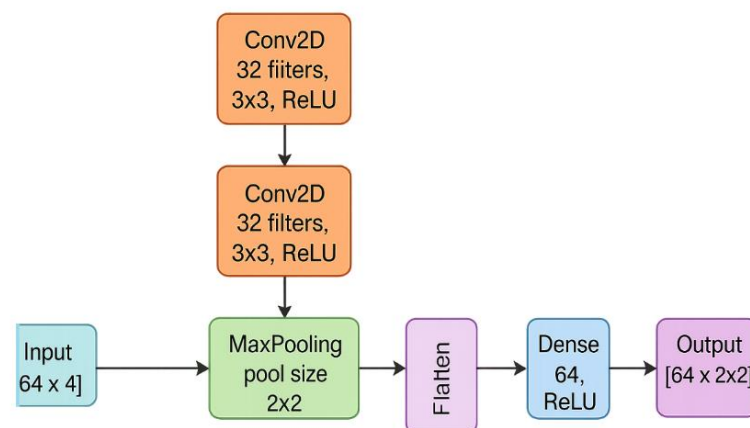 Conv2D
32 fiiters,
3x3, ReLU
Conv2D
32 filters,
3x3, ReLU
Input
64 x 4]
MaxPooling
pool size
2x2
Flatten
Dense
64,
ReLU
Output
[64 x 2x2]